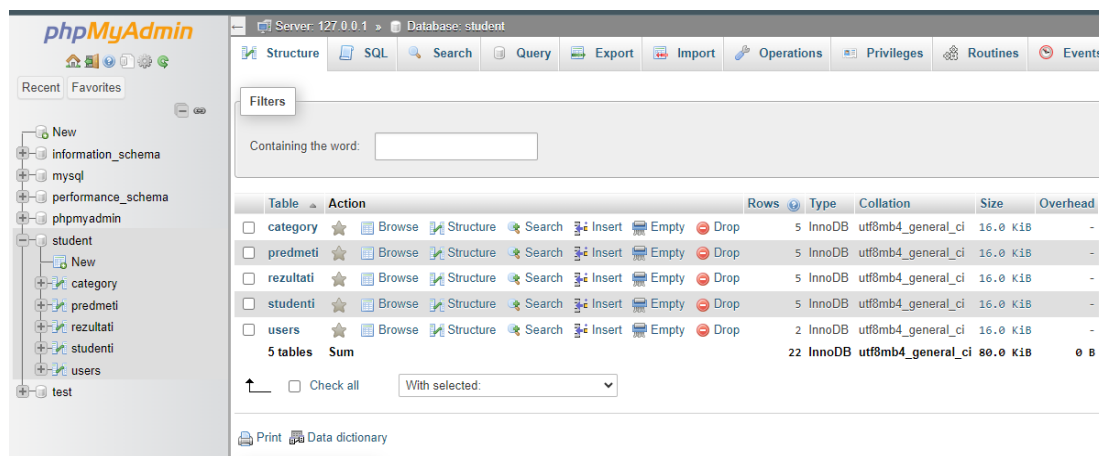 phpMyAdmin
Recent Favorites
New
information_schema
mysql
performance_schema
phpmyadmin
student
New
category
predmeti
rezultati
studenti
users
test
Server: 127.0.0.1 » Database: student
Structure SQL Search Query Export Import Operations Privileges Routines Events
Filters
Containing the word:
Table Action Rows Type Collation Size Overhead
category Browse Structure Search Insert Empty Drop 5 InnoDB utf8mb4_general_ci 16.0 KiB -
predmeti Browse Structure Search Insert Empty Drop 5 InnoDB utf8mb4_general_ci 16.0 KiB -
rezultati Browse Structure Search Insert Empty Drop 5 InnoDB utf8mb4_general_ci 16.0 KiB -
studenti Browse Structure Search Insert Empty Drop 5 InnoDB utf8mb4_general_ci 16.0 KiB -
users Browse Structure Search Insert Empty Drop 2 InnoDB utf8mb4_general_ci 16.0 KiB -
5 tables Sum 22 InnoDB utf8mb4_general_ci 80.0 KiB 0 B
Check all With selected:
Print Data dictionary